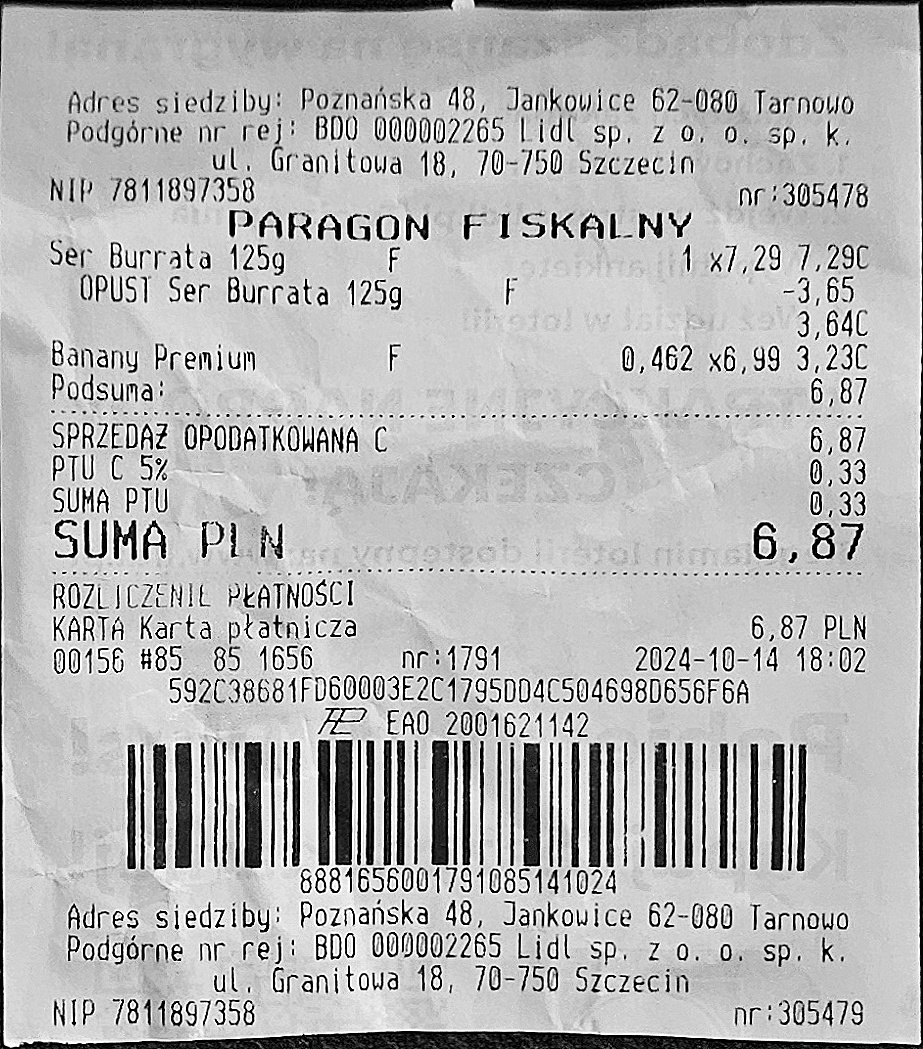 Adres siedziby: Poznańska 48, Jankowice 62-080 Tarnowo
Podgórne nr rej: BDO 000002265 Lidl sp. z o. o. sp. k.
ul. Granitowa 18, 70-750 Szczecin
NIP 7811897358 nr:305478
PARAGON FISKALNY
Ser Burrata 125g F 1 x7,29 7,29C
OPUST Ser Burrata 125g F -3,65
3,64C
Banany Premium F 0,462 x6,99 3,23C
Podsuma: 6,87
SPRZEDAŻ OPODATKOWANA C 6,87
PTU C 5% 0,33
SUMA PTU 0,33
SUMA PLN 6,87
ROZLICZENIE PŁATNOŚCI
KARTA Karta płatnicza 6,87 PLN
00156 #85 85 1656 nr:1791 2024-10-14 18:02
592C38681FD60003E2C1795DD4C504698D656F6A
EAO 2001621142
88816560017910851​41024
Adres siedziby: Poznańska 48, Jankowice 62-080 Tarnowo
Podgórne nr rej: BDO 000002265 Lidl sp. z o. o. sp. k.
ul. Granitowa 18, 70-750 Szczecin
NIP 7811897358 nr:305479